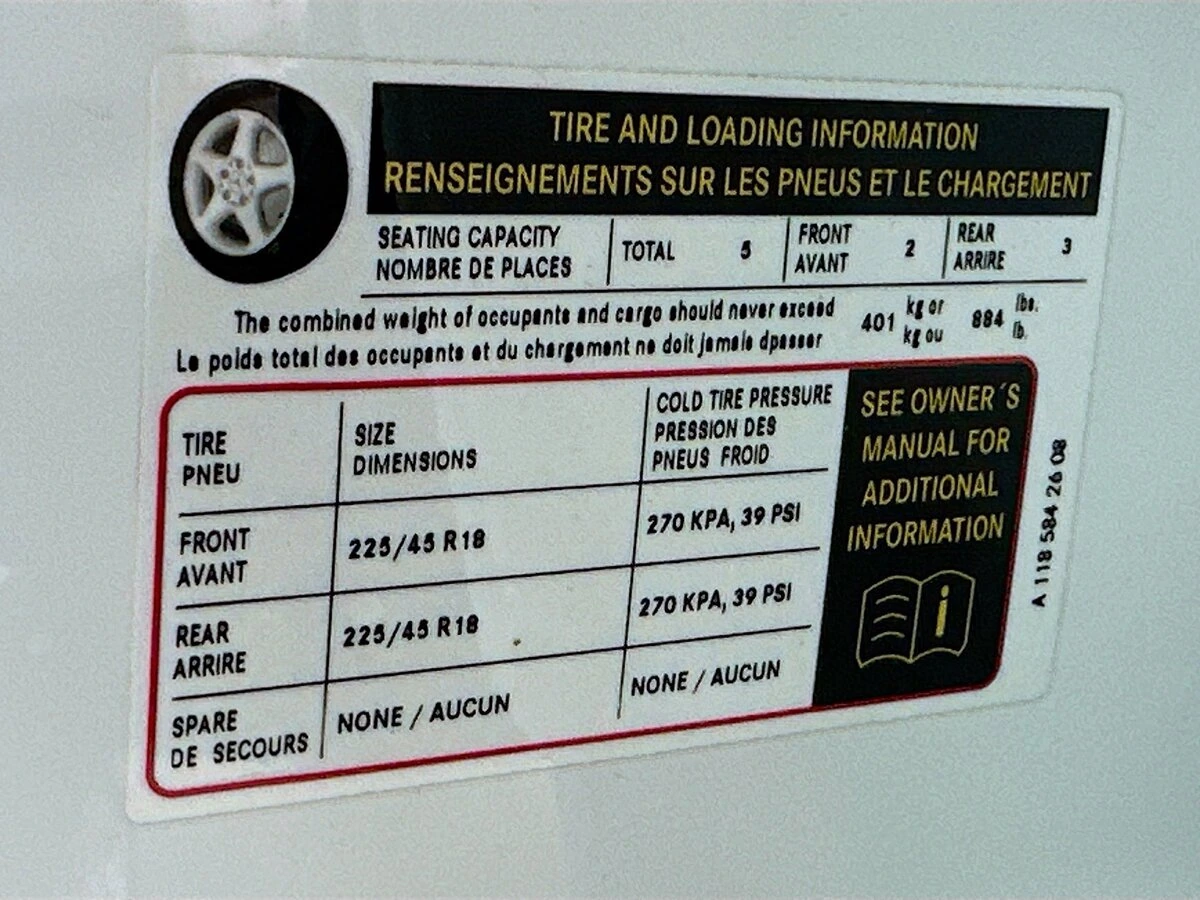 TIRE AND LOADING INFORMATION
RENSEIGNEMENTS SUR LES PNEUS ET LE CHARGEMENT
SEATING CAPACITY
NOMBRE DE PLACES
TOTAL 5
FRONT
AVANT
2
REAR
ARRIRE
3
The combined weight of occupants and cargo should never exceed
Le poids total des occupants et du chargement ne doit jamais dpasser
401 kg or
kg ou
884 lbs.
lb.
TIRE
PNEU
SIZE
DIMENSIONS
COLD TIRE PRESSURE
PRESSION DES
PNEUS FROID
FRONT
AVANT
225/45 R18
270 KPA, 39 PSI
REAR
ARRIRE
225/45 R18
270 KPA, 39 PSI
SPARE
DE SECOURS
NONE / AUCUN
NONE / AUCUN
SEE OWNER´S
MANUAL FOR
ADDITIONAL
INFORMATION
i
A 118 584 26 08